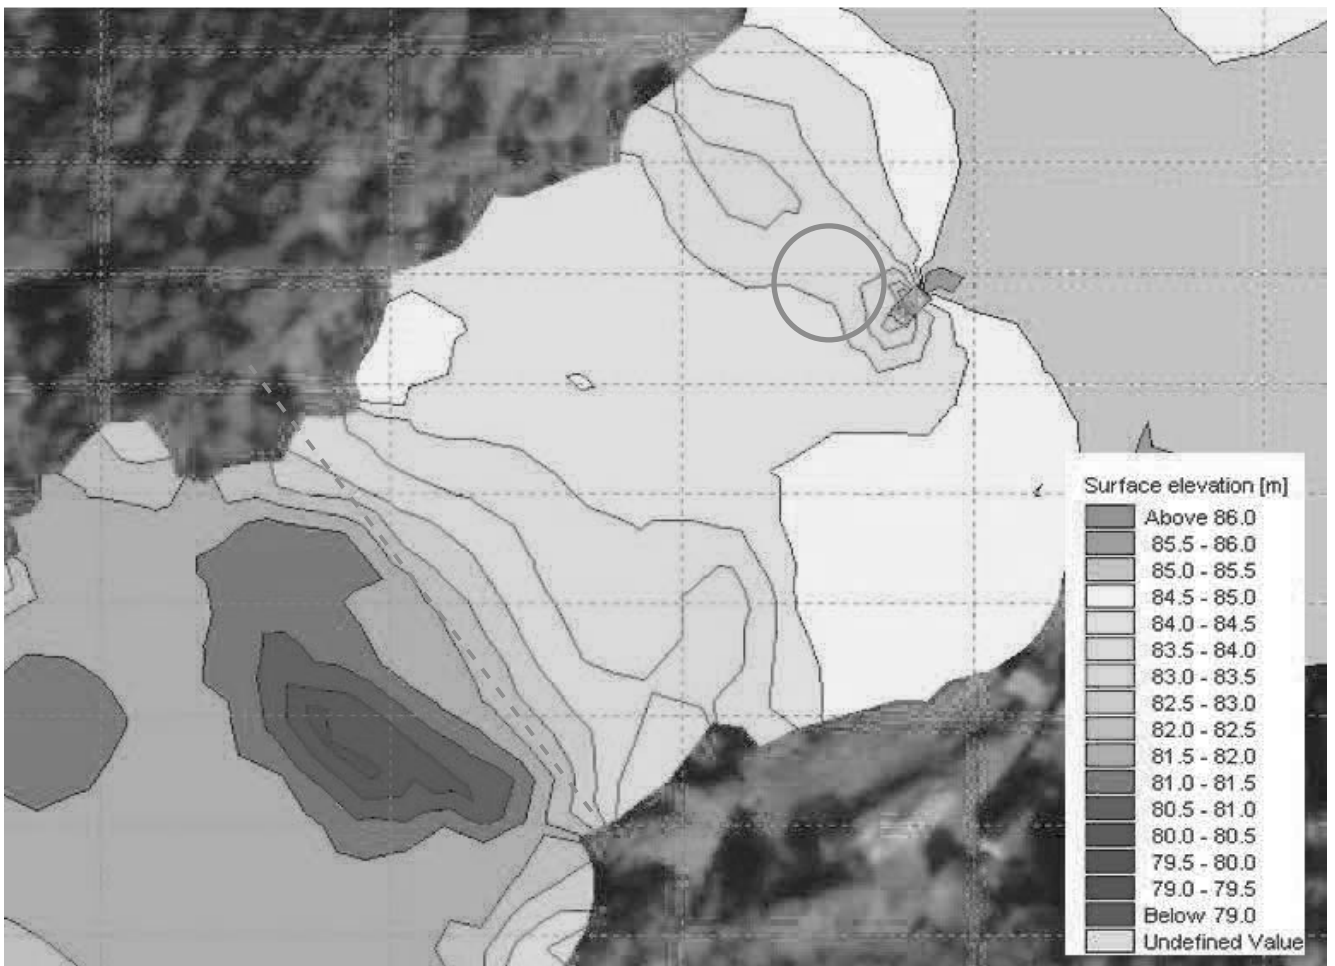 Surface elevation [m]
Above 86.0
85.5 - 86.0
85.0 - 85.5
84.5 - 85.0
84.0 - 84.5
83.5 - 84.0
83.0 - 83.5
82.5 - 83.0
82.0 - 82.5
81.5 - 82.0
81.0 - 81.5
80.5 - 81.0
80.0 - 80.5
79.5 - 80.0
79.0 - 79.5
Below 79.0
Undefined Value